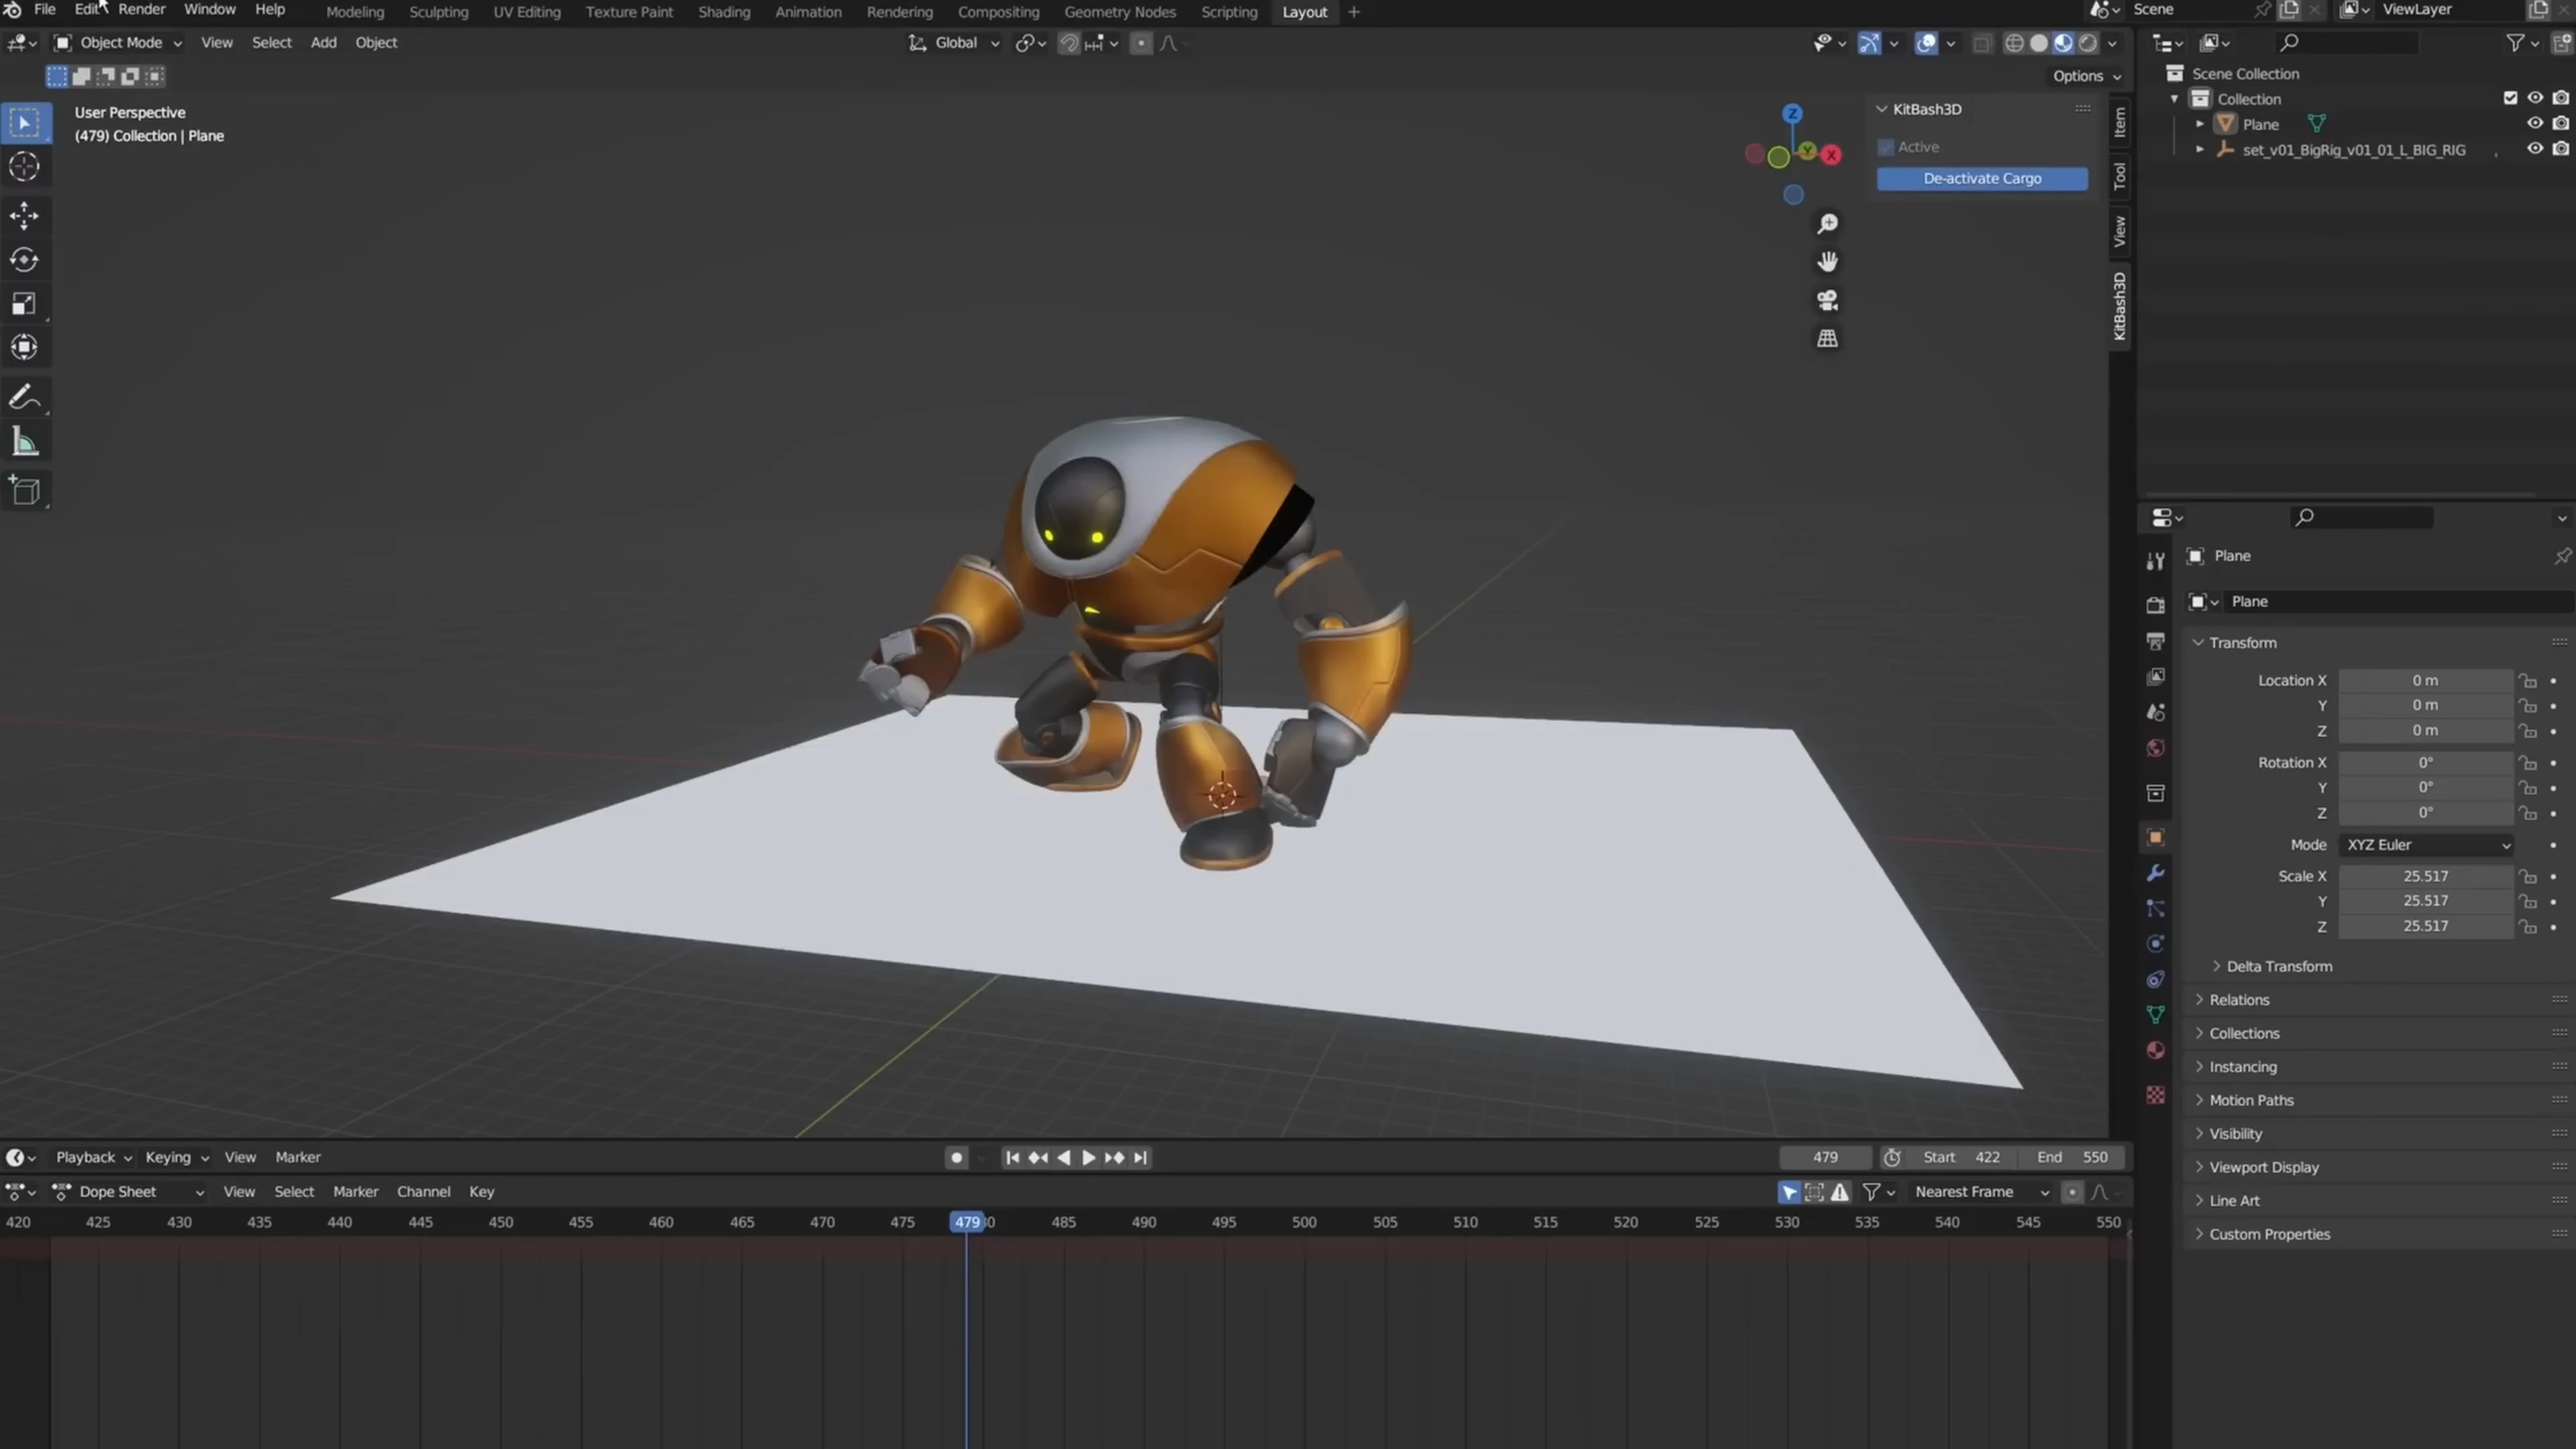 File Edit Render Window Help Modeling Sculpting UV Editing Texture Paint Shading Animation Rendering Compositing Geometry Nodes Scripting Layout + Scene ViewLayer
Object Mode View Select Add Object Global
Options
User Perspective
(479) Collection | Plane
Z
Y
X
KitBash3D
Active
De-activate Cargo
Item
Tool
View
KitBash3D
Scene Collection
Collection
Plane
set_v01_BigRig_v01_01_L_BIG_RIG
Plane
Plane
Transform
Location X 0 m
Y 0 m
Z 0 m
Rotation X 0°
Y 0°
Z 0°
Mode XYZ Euler
Scale X 25.517
Y 25.517
Z 25.517
Delta Transform
Relations
Collections
Instancing
Motion Paths
Visibility
Viewport Display
Line Art
Custom Properties
Playback Keying View Marker 479 Start 422 End 550
Dope Sheet View Select Marker Channel Key Nearest Frame
420 425 430 435 440 445 450 455 460 465 470 475 479 485 490 495 500 505 510 515 520 525 530 535 540 545 550